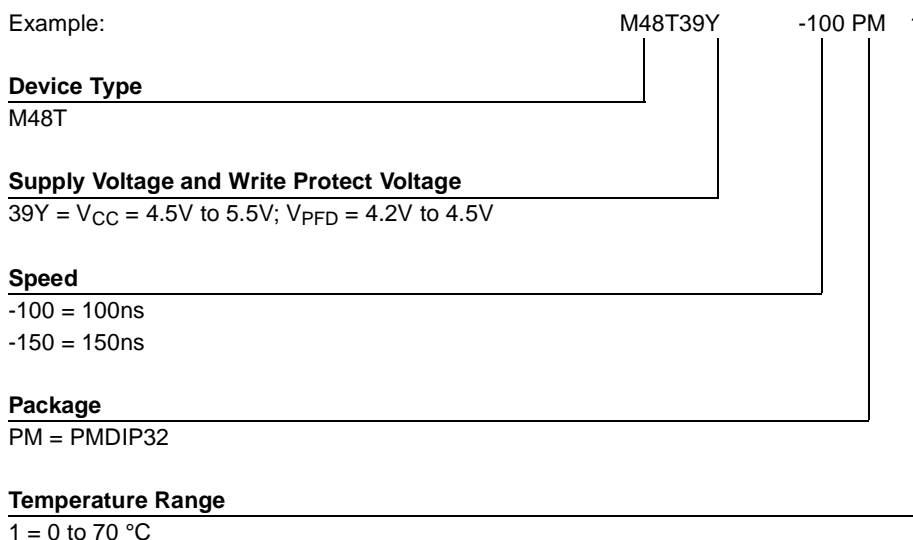 Example: M48T39Y -100 PM
Device Type
M48T
Supply Voltage and Write Protect Voltage
39Y = VCC = 4.5V to 5.5V; VPFD = 4.2V to 4.5V
Speed
-100 = 100ns
-150 = 150ns
Package
PM = PMDIP32
Temperature Range
1 = 0 to 70 °C